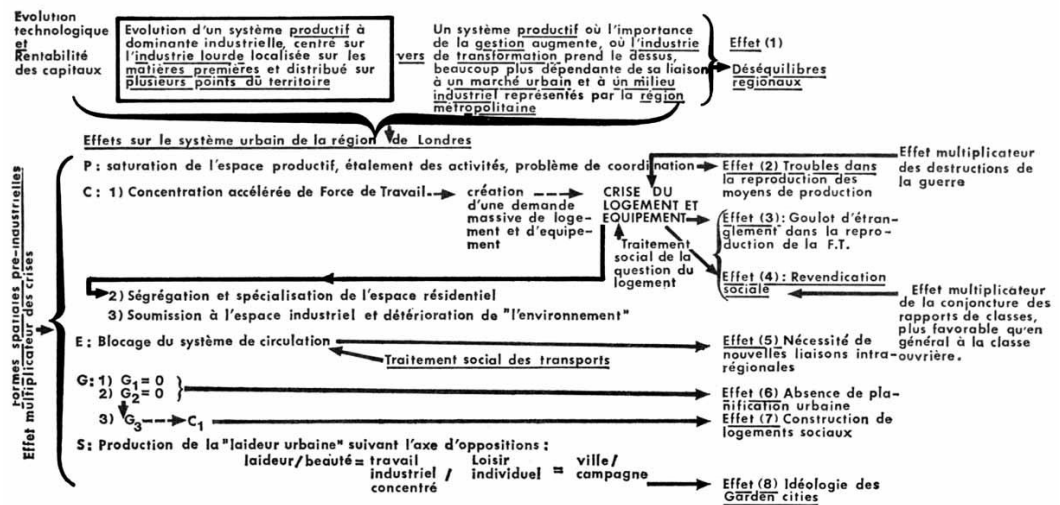 Evolution
technologique
et
Rentabilité
des capitaux
Evolution d'un système productif à
dominante industrielle, centré sur
l'industrie lourde localisée sur les
matières premières et distribué sur
plusieurs points du territoire
vers
Un système productif où l'importance
de la gestion augmente, où l'industrie
de transformation prend le dessus,
beaucoup plus dépendante de sa liaison
à un marché urbain et à un milieu
industriel représentés par la région
métropolitaine
Effet (1)
Déséquilibres
regionaux
Effets sur le système urbain de la région de Londres
Formes spatiales pré-industrielles
Effet multiplicateur des crises
P : saturation de l'espace productif, étalement des activités, problème de coordination
Effet (2) Troubles dans
la reproduction des
moyens de production
Effet multiplicateur
des destructions de
la guerre
C : 1) Concentration accélérée de Force de Travail
création
d'une demande
massive de loge-
ment et d'equipe-
ment
CRISE DU
LOGEMENT ET
EQUIPEMENT
Traitement
social de la
question du
logement
Effet (3) : Goulot d'étran-
glement dans la repro-
duction de la F.T.
Effet (4) : Revendication
sociale
Effet multiplicateur
de la conjoncture des
rapports de classes,
plus favorable qu'en
général à la classe
ouvrière.
2) Ségrégation et spécialisation de l'espace résidentiel
3) Soumission à l'espace industriel et détérioration de "l'environnement"
E : Blocage du système de circulation
Traitement social des transports
Effet (5) Nécessité de
nouvelles liaisons intra-
régionales
G: 1) G1 = 0
2) G2 = 0
Effet (6) Absence de pla-
nification urbaine
3) G3 C1
Effet (7) Construction de
logements sociaux
S: Production de la "laideur urbaine" suivant l'axe d'oppositions :
laideur/beauté = travail
industriel /
concentré
Loisir
individuel
= ville/
campagne
Effet (8) Idéologie des
Garden cities